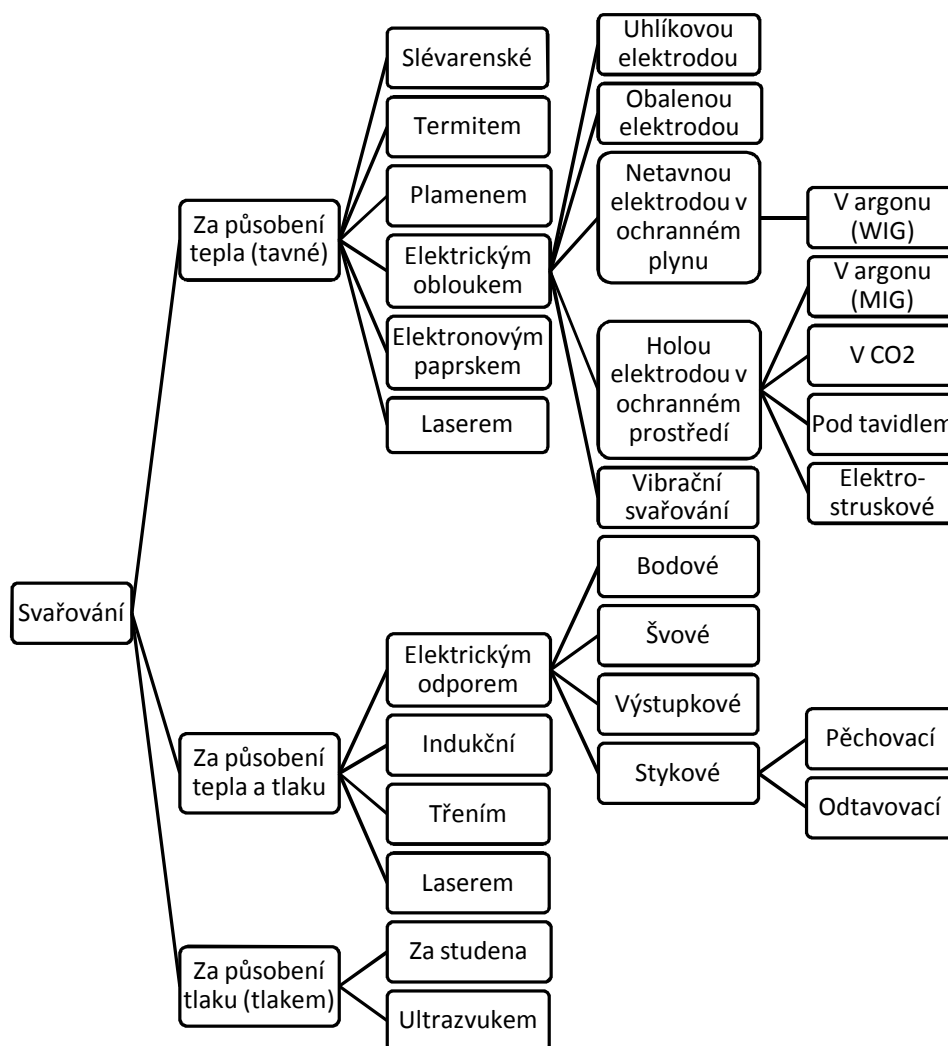 Svařování
Za působení
tepla (tavné)
Slévarenské
Termitem
Plamenem
Elektrickým
obloukem
Uhlíkovou
elektrodou
Obalenou
elektrodou
Netavnou
elektrodou v
ochranném
plynu
V argonu
(WIG)
Holou
elektrodou v
ochranném
prostředí
V argonu
(MIG)
V CO2
Pod tavidlem
Elektro-
struskové
Vibrační
svařování
Elektronovým
paprskem
Laserem
Za působení
tepla a tlaku
Elektrickým
odporem
Bodové
Švové
Výstupkové
Stykové
Pěchovací
Odtavovací
Indukční
Třením
Laserem
Za působení
tlaku (tlakem)
Za studena
Ultrazvukem